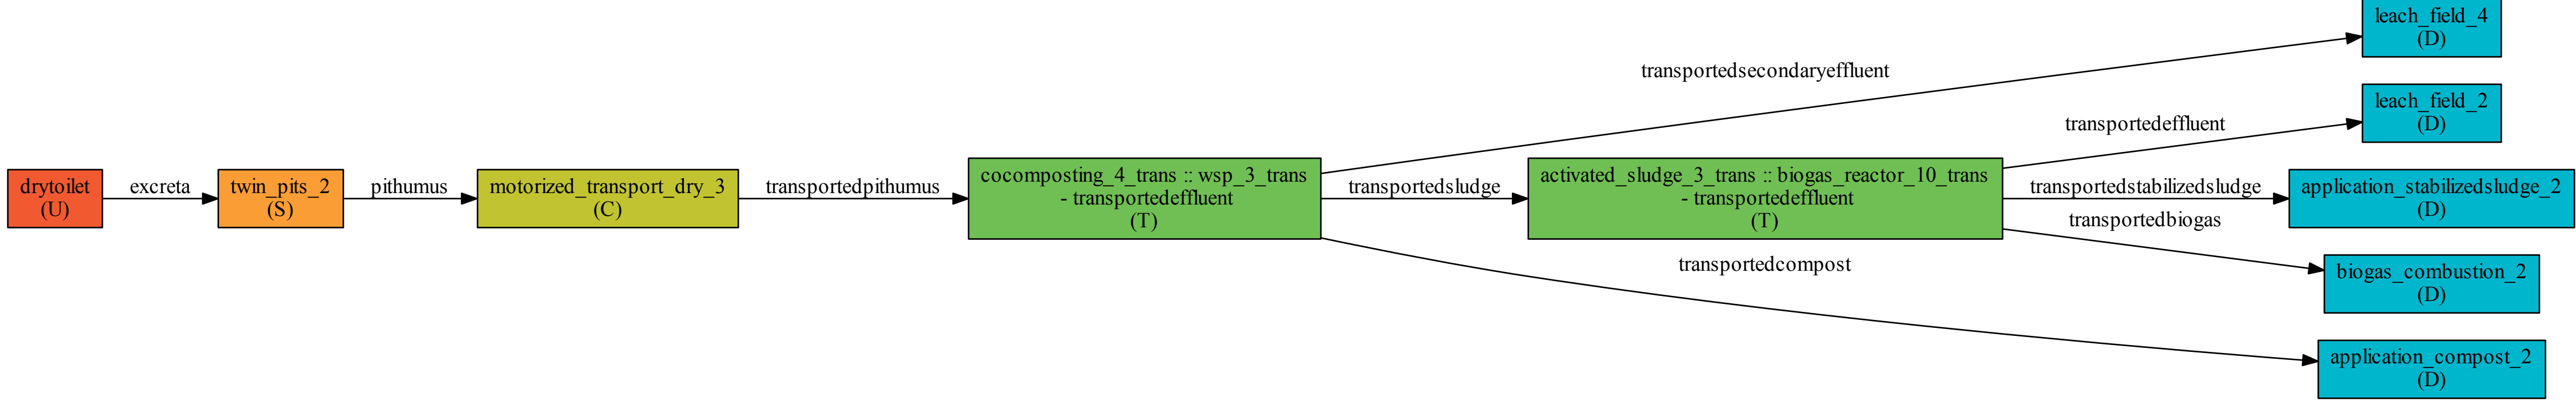 drytoilet
(U)
excreta
twin_pits_2
(S)
pithumus
motorized_transport_dry_3
(C)
transportedpithumus
cocomposting_4_trans :: wsp_3_trans
- transportedeffluent
(T)
transportedsecondaryeffluent
transportedsludge
transportedcompost
activated_sludge_3_trans :: biogas_reactor_10_trans
- transportedeffluent
(T)
transportedeffluent
transportedstabilizedsludge
transportedbiogas
leach_field_4
(D)
leach_field_2
(D)
application_stabilizedsludge_2
(D)
biogas_combustion_2
(D)
application_compost_2
(D)